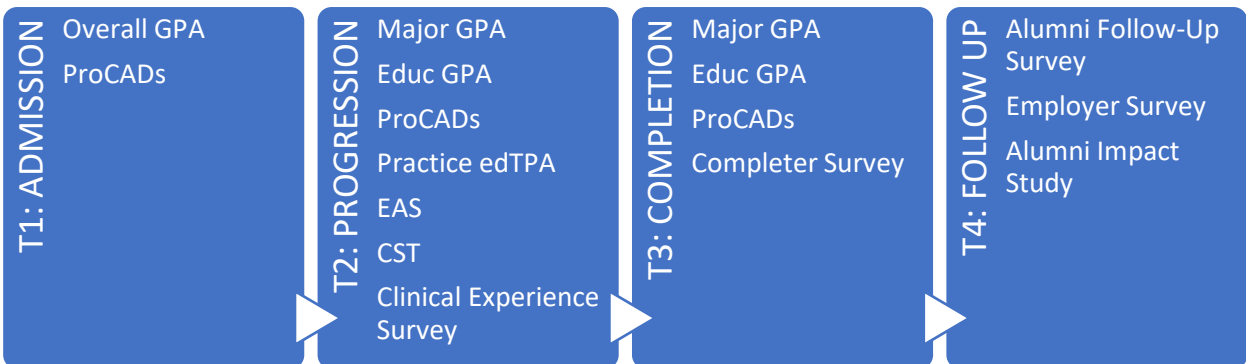 T1: ADMISSION
Overall GPA
ProCADs
T2: PROGRESSION
Major GPA
Educ GPA
ProCADs
Practice edTPA
EAS
CST
Clinical Experience
Survey
T3: COMPLETION
Major GPA
Educ GPA
ProCADs
Completer Survey
T4: FOLLOW UP
Alumni Follow-Up
Survey
Employer Survey
Alumni Impact
Study